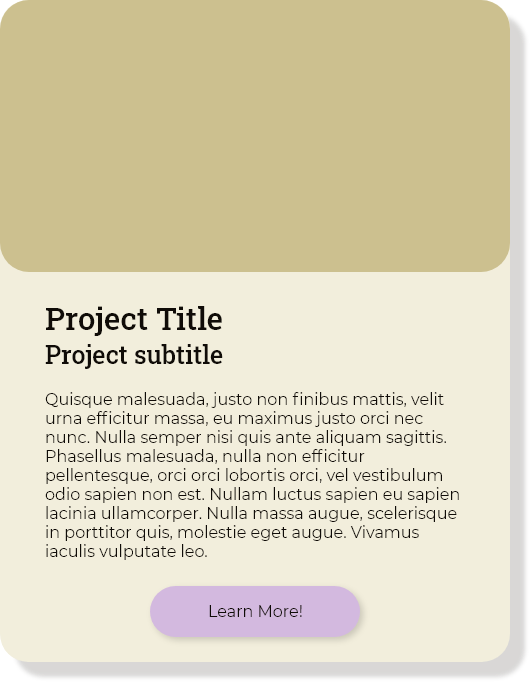 Project Title
Project subtitle
Quisque malesuada, justo non finibus mattis, velit
urna efficitur massa, eu maximus justo orci nec
nunc. Nulla semper nisi quis ante aliquam sagittis.
Phasellus malesuada, nulla non efficitur
pellentesque, orci orci lobortis orci, vel vestibulum
odio sapien non est. Nullam luctus sapien eu sapien
lacinia ullamcorper. Nulla massa augue, scelerisque
in porttitor quis, molestie eget augue. Vivamus
iaculis vulputate leo.
Learn More!